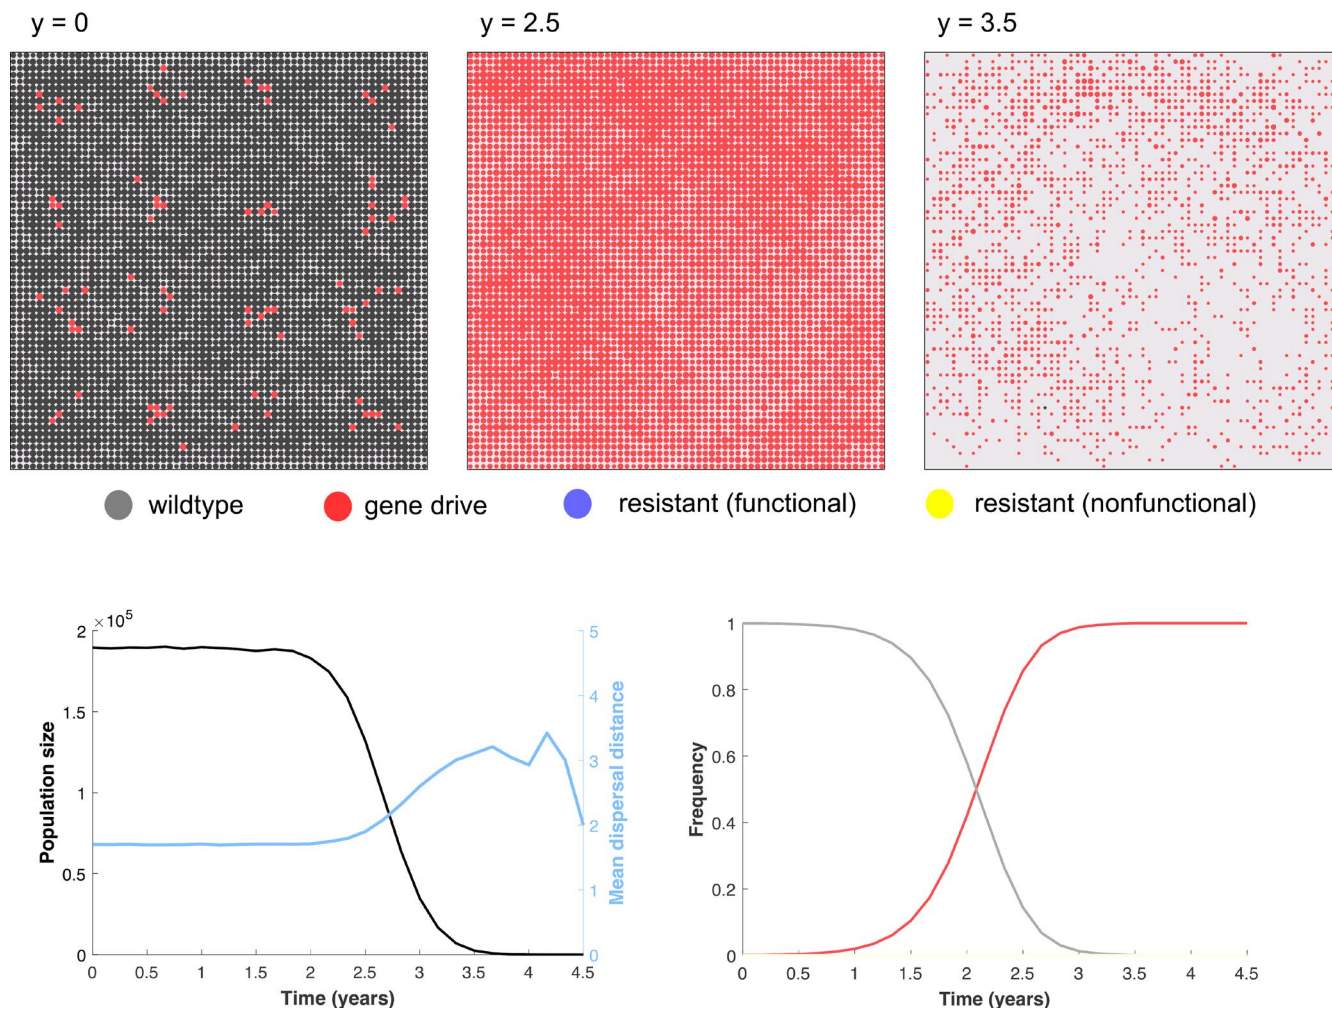 y = 0
y = 2.5
y = 3.5
wildtype
gene drive
resistant (functional)
resistant (nonfunctional)
×10⁵
2
1.5
1
0.5
0
Population size
5
4
3
2
1
0
Mean dispersal distance
0 0.5 1 1.5 2 2.5 3 3.5 4 4.5
Time (years)
1
0.8
0.6
0.4
0.2
0
Frequency
0 0.5 1 1.5 2 2.5 3 3.5 4 4.5
Time (years)